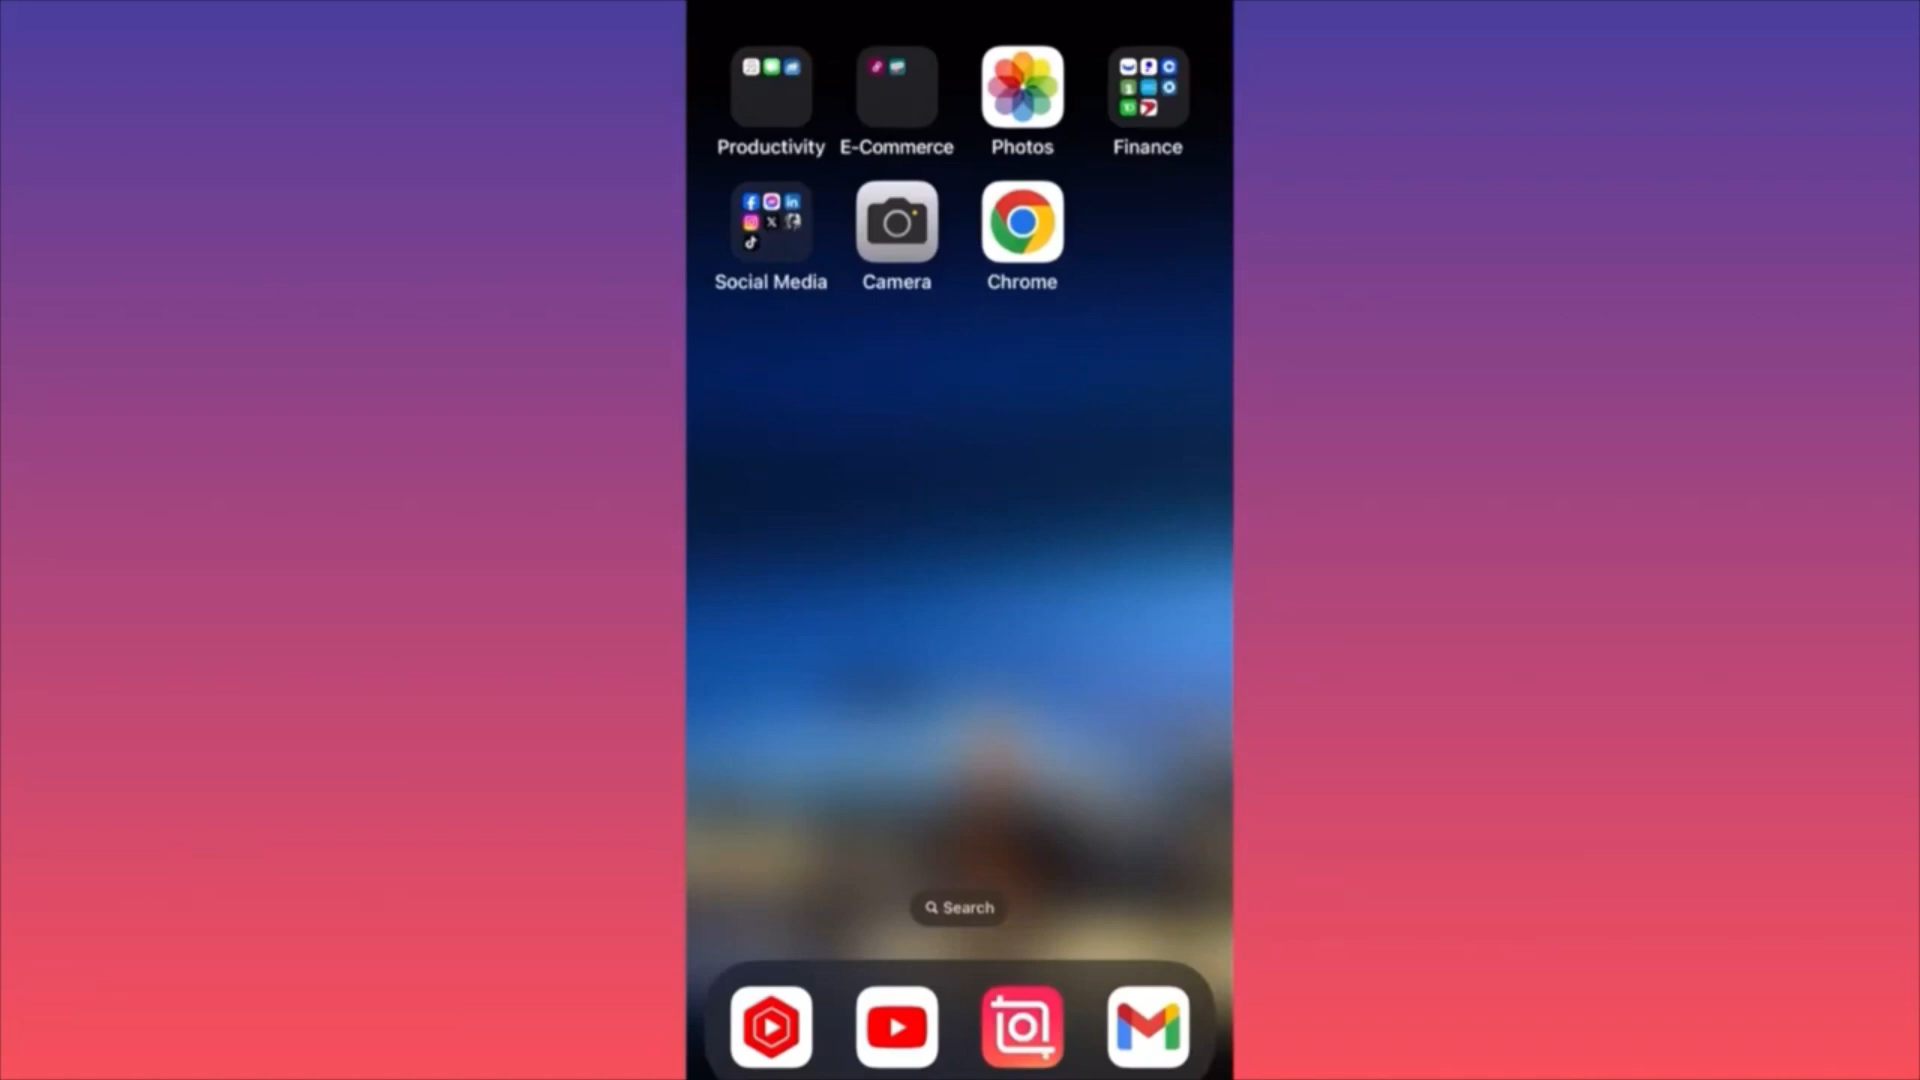 Productivity E-Commerce Photos Finance
Social Media Camera Chrome
Search